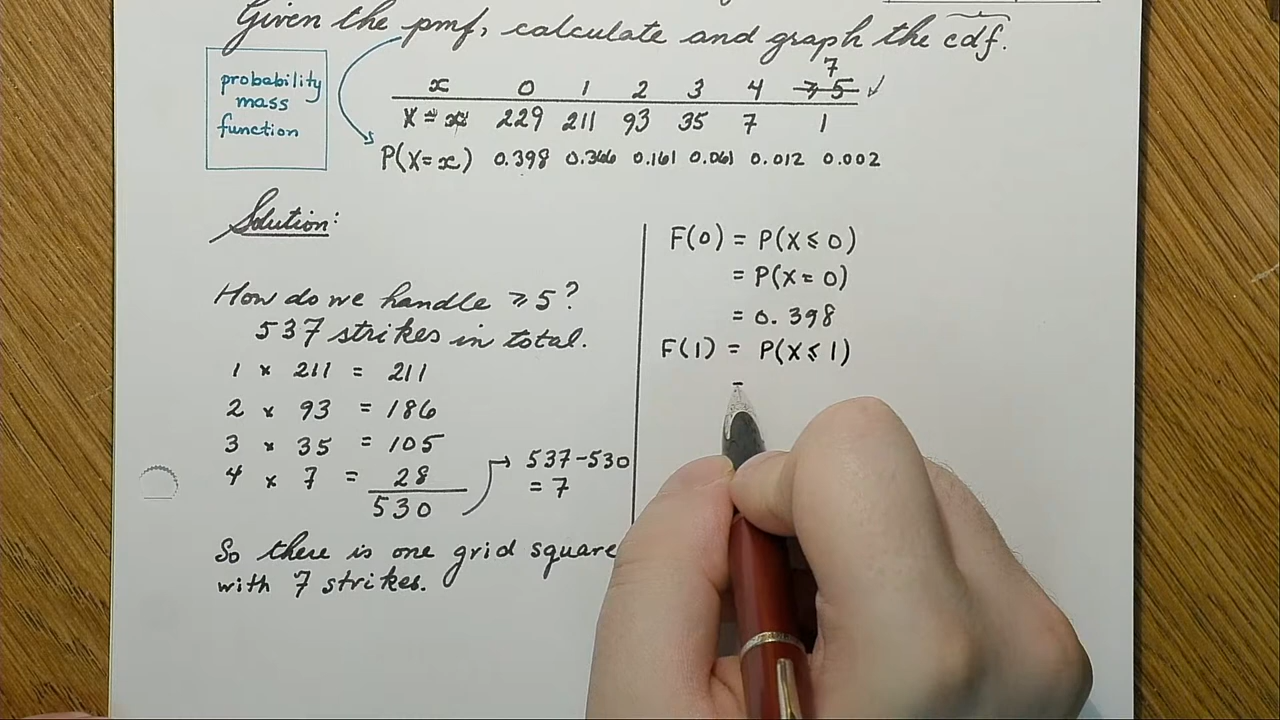 Given the pmf, calculate and graph the cdf.
probability
mass
function
7
x 0 1 2 3 4 ⩾5 ✓
X = x 229 211 93 35 7 1
P(X=x) 0.398 0.366 0.161 0.061 0.012 0.002
Solution:
How do we handle ⩾5?
537 strikes in total.
1 × 211 = 211
2 × 93 = 186
3 × 35 = 105
4 × 7 = 28
530
→ 537-530
= 7
So there is one grid square
with 7 strikes.
F(0) = P(X⩽0)
= P(X=0)
= 0.398
F(1) = P(X⩽1)
=